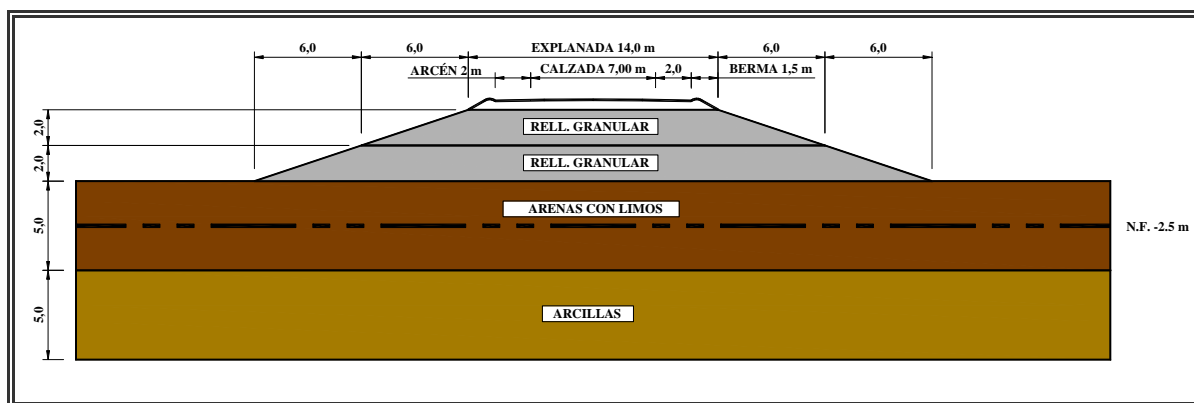 6,0 6,0 EXPLANADA 14,0 m 6,0 6,0
ARCÉN 2 m CALZADA 7,00 m 2,0 BERMA 1,5 m
2,0 RELL. GRANULAR
2,0 RELL. GRANULAR
5,0 ARENAS CON LIMOS
N.F. -2.5 m
5,0 ARCILLAS